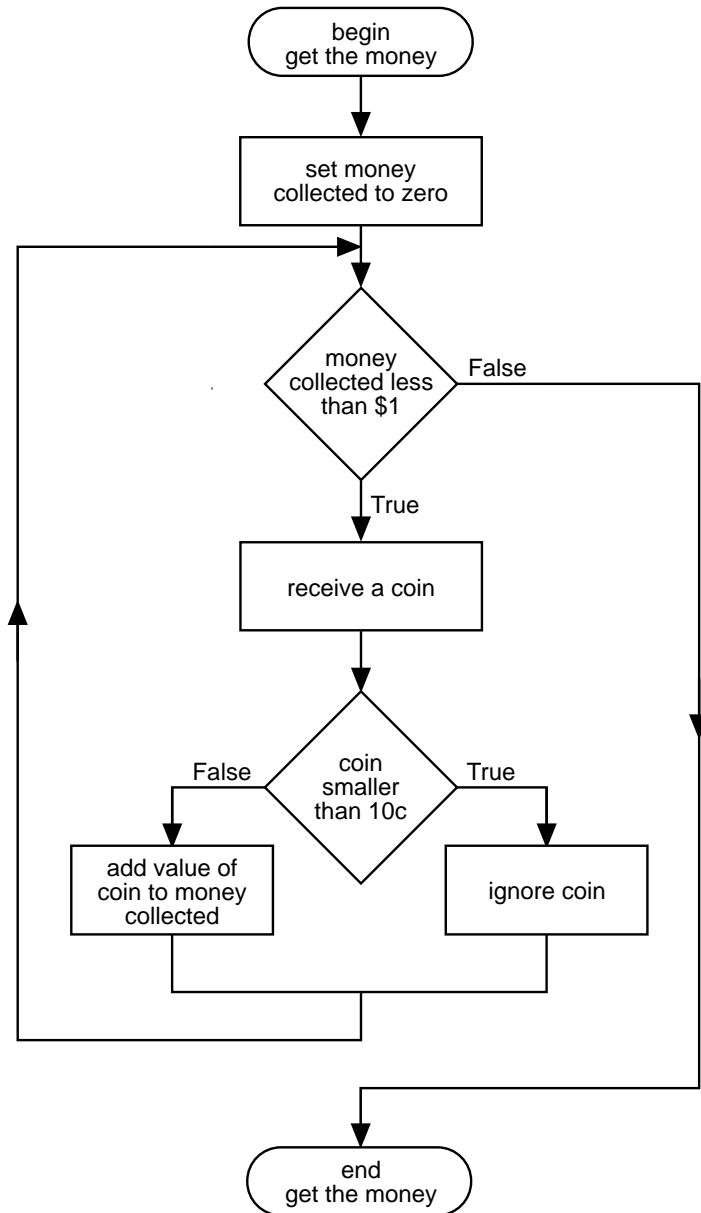 begin
get the money
set money
collected to zero
money
collected less
than $1
False
True
receive a coin
coin
smaller
than 10c
False
True
add value of
coin to money
collected
ignore coin
end
get the money